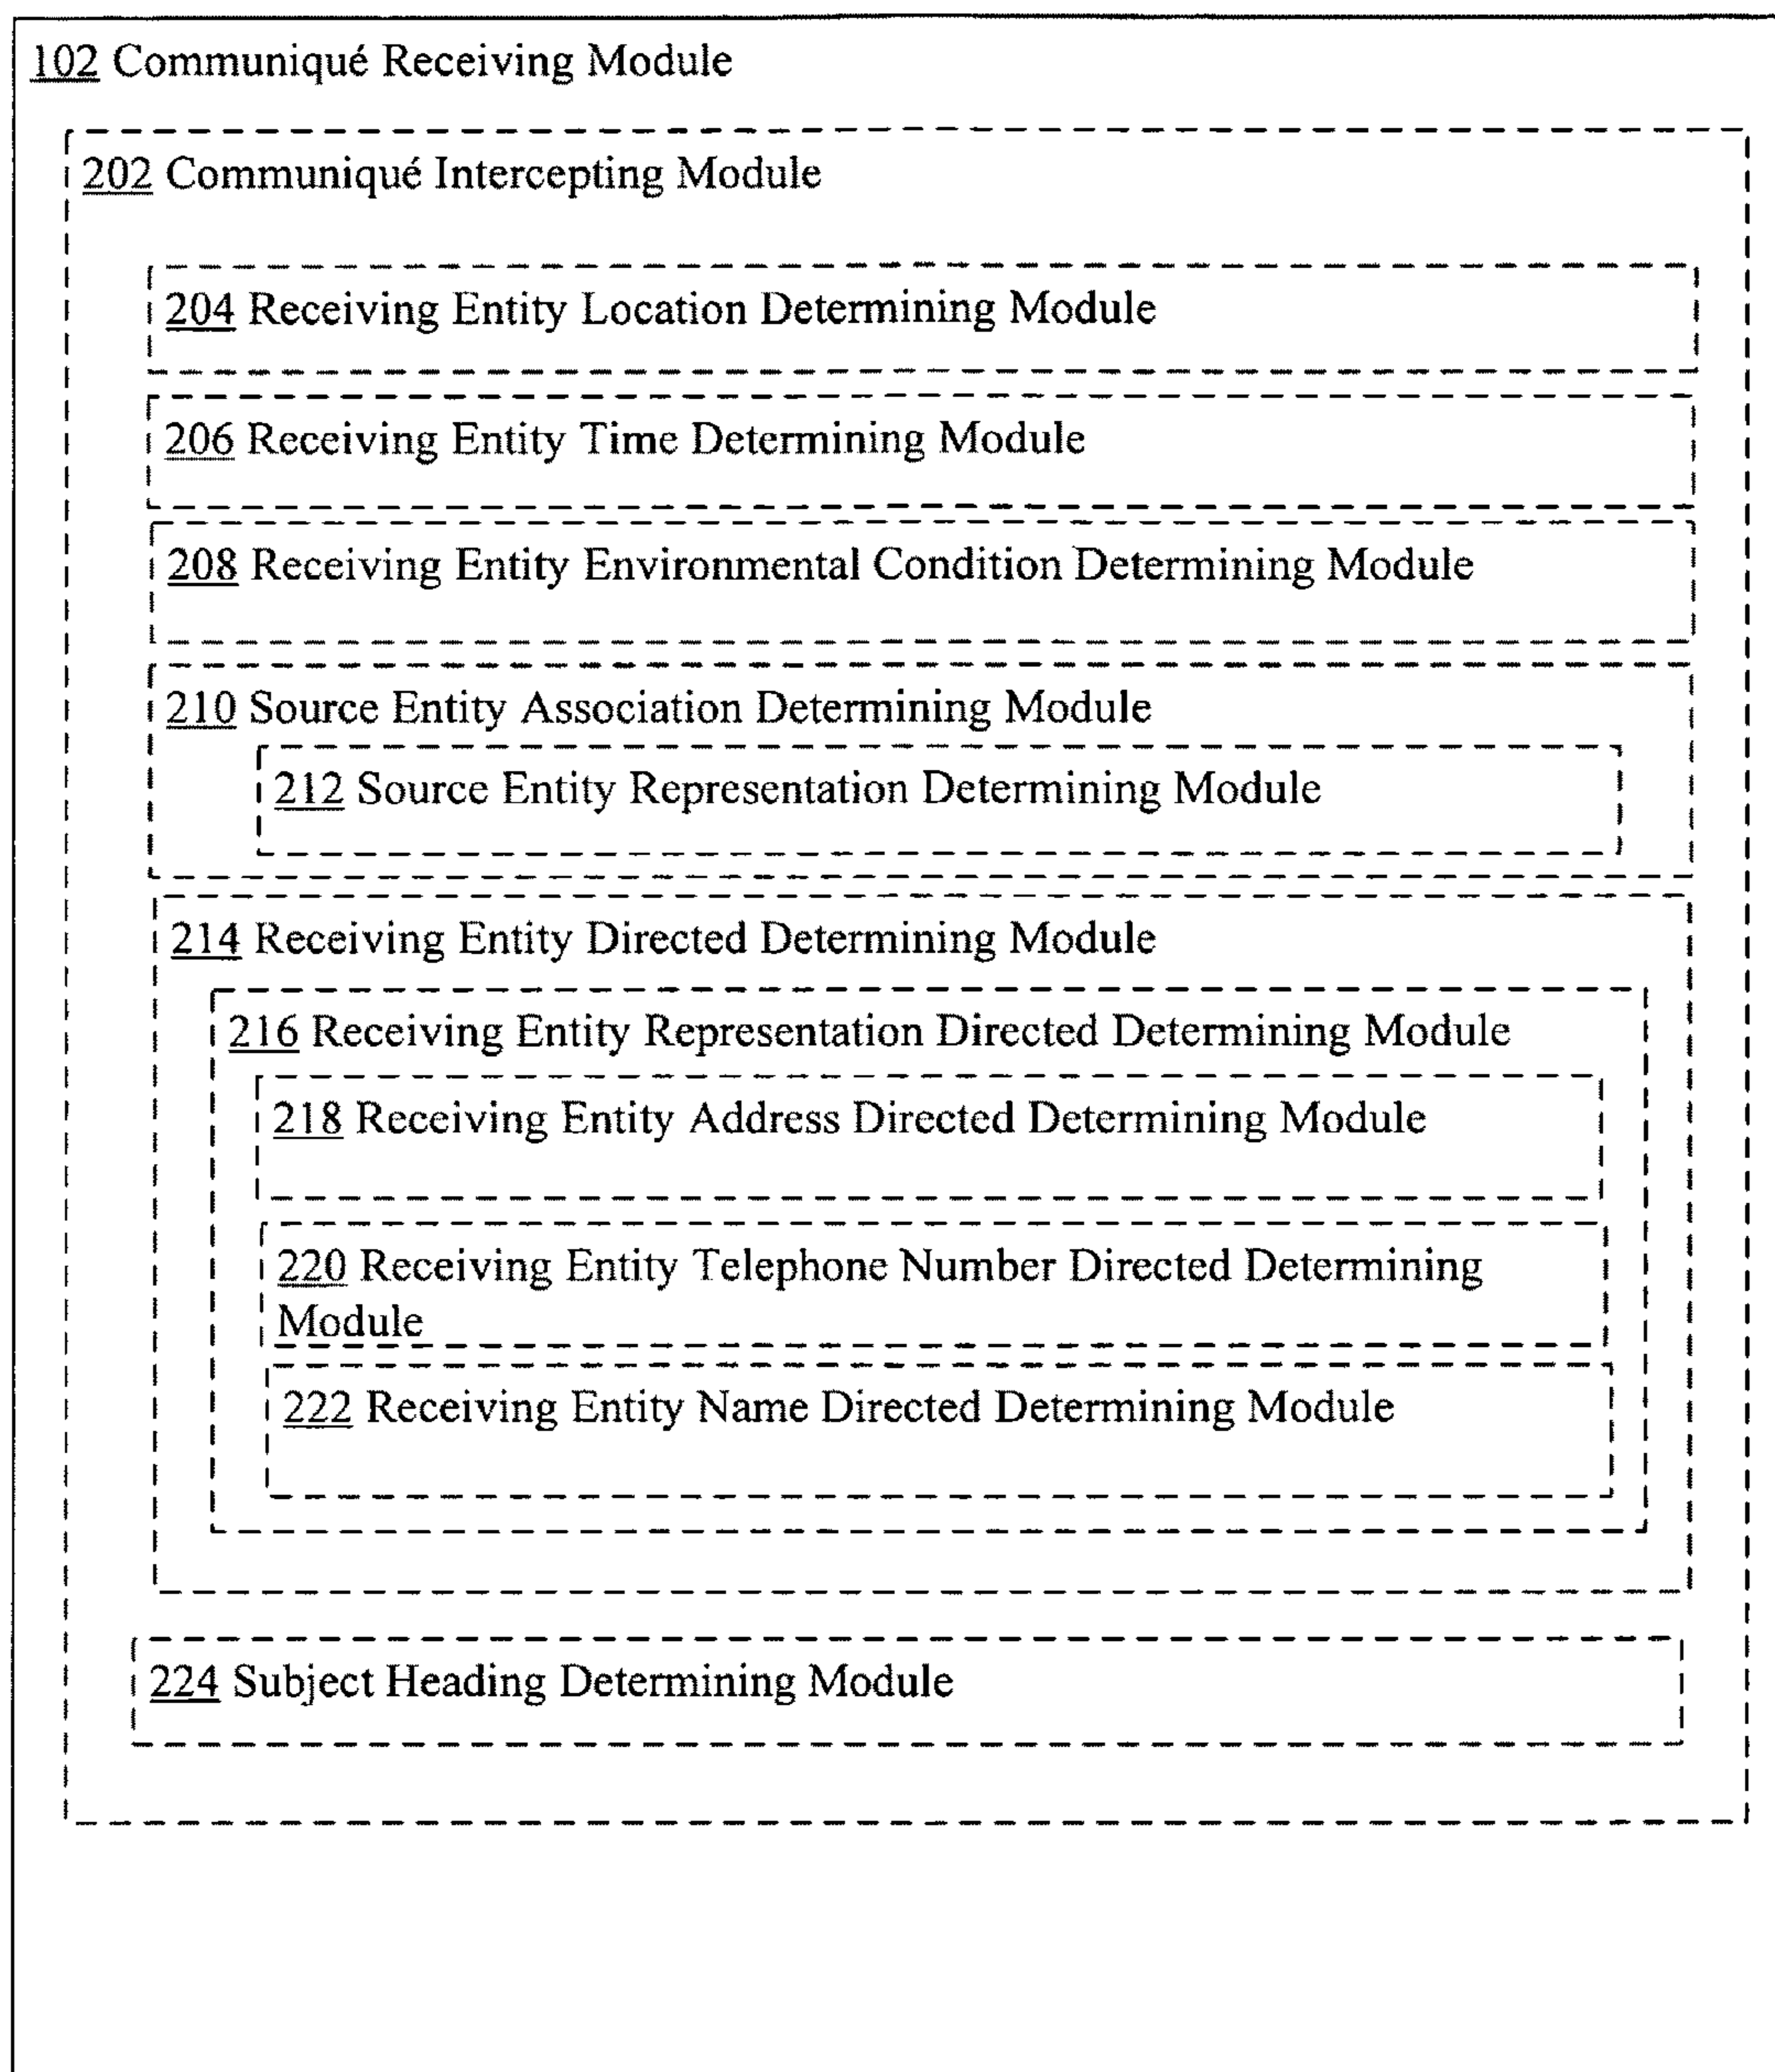 102 Communiqué Receiving Module
202 Communiqué Intercepting Module
204 Receiving Entity Location Determining Module
206 Receiving Entity Time Determining Module
208 Receiving Entity Environmental Condition Determining Module
210 Source Entity Association Determining Module
212 Source Entity Representation Determining Module
214 Receiving Entity Directed Determining Module
216 Receiving Entity Representation Directed Determining Module
218 Receiving Entity Address Directed Determining Module
220 Receiving Entity Telephone Number Directed Determining
Module
222 Receiving Entity Name Directed Determining Module
224 Subject Heading Determining Module